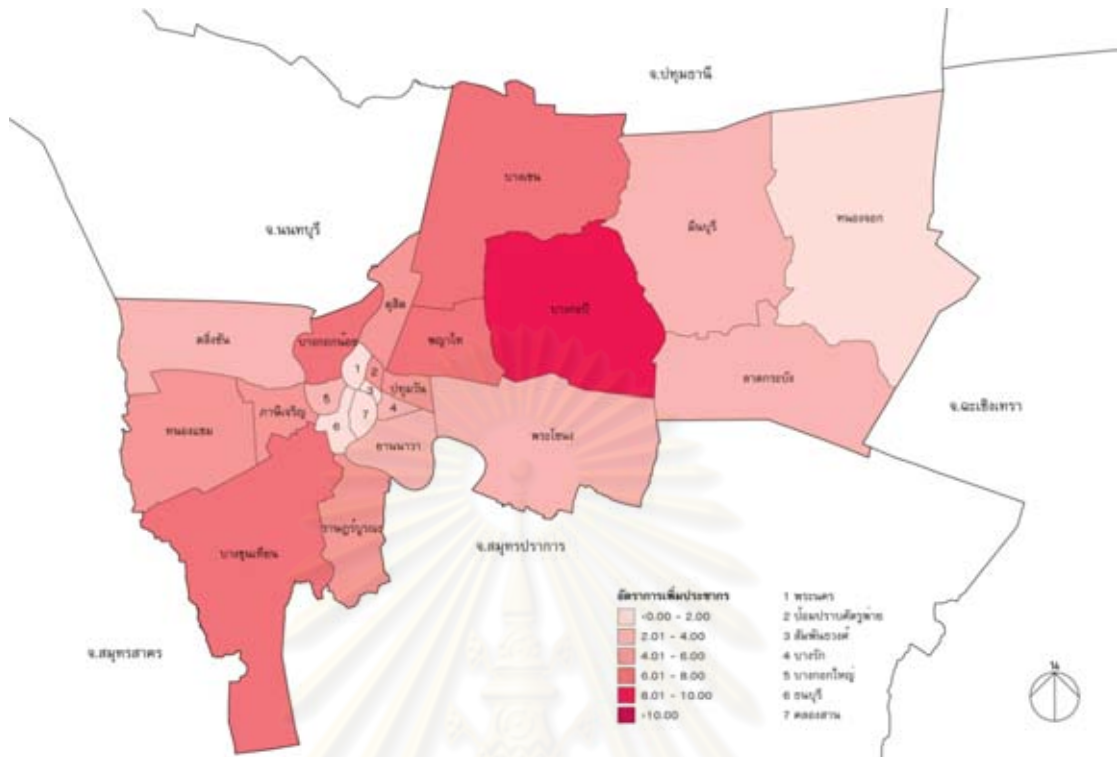 จ.ปทุมธานี
บางเขน
จ.นนทบุรี
มีนบุรี
หนองจอก
ดุสิต
บางกะปิ
ตลิ่งชัน
บางกอกน้อย
พญาไท
1
2
ปทุมวัน
ลาดกระบัง
3
5
4
7
ภาษีเจริญ
6
จ.ฉะเชิงเทรา
หนองแขม
พระโขนง
ยานนาวา
ราษฎร์บูรณะ
จ.สมุทรปราการ
บางขุนเทียน
จ.สมุทรสาคร
อัตราการเพิ่มประชากร
<0.00 - 2.00
2.01 - 4.00
4.01 - 6.00
6.01 - 8.00
8.01 - 10.00
>10.00
1 พระนคร
2 ป้อมปราบศัตรูพ่าย
3 สัมพันธวงศ์
4 บางรัก
5 บางกอกใหญ่
6 ธนบุรี
7 คลองสาน
น